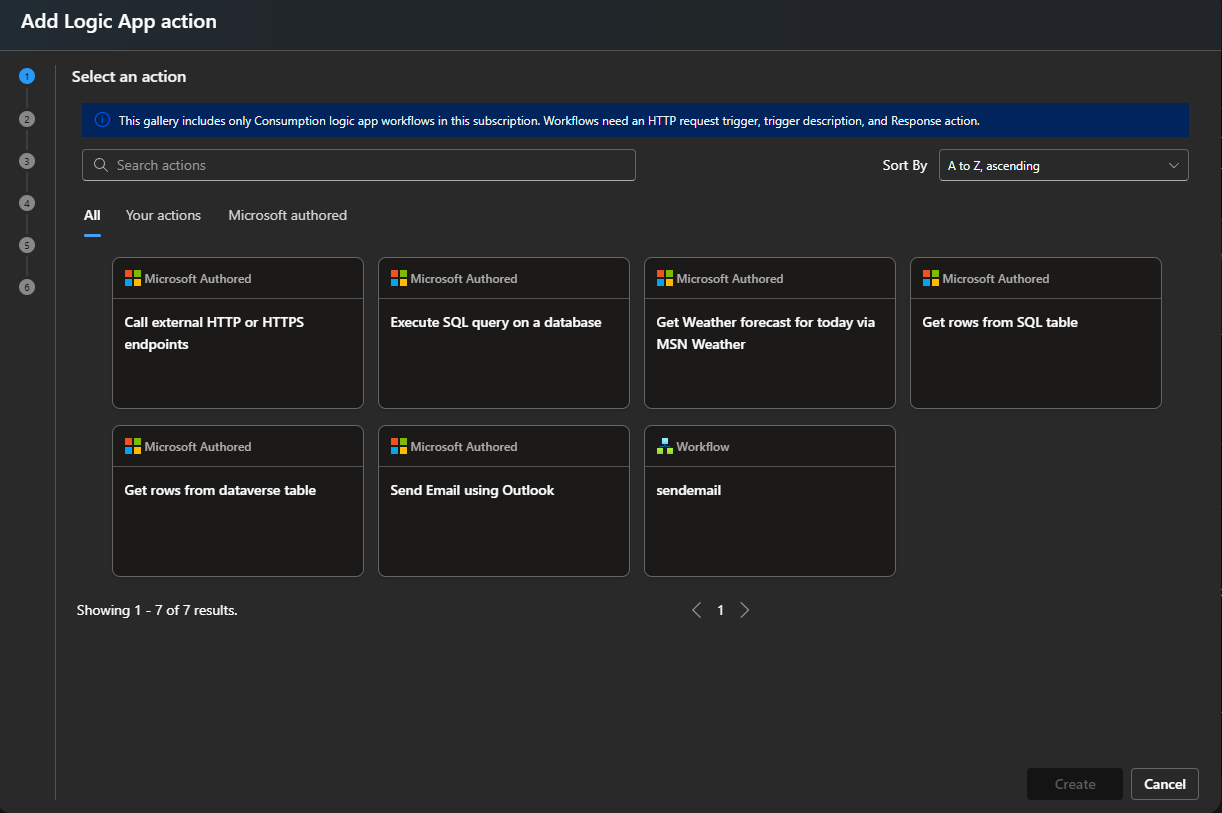 Add Logic App action
1
Select an action
This gallery includes only Consumption logic app workflows in this subscription. Workflows need an HTTP request trigger, trigger description, and Response action.
2
3
4
5
6
Search actions
Sort By
A to Z, ascending
All
Your actions
Microsoft authored
Microsoft Authored
Call external HTTP or HTTPS
endpoints
Microsoft Authored
Execute SQL query on a database
Microsoft Authored
Get Weather forecast for today via
MSN Weather
Microsoft Authored
Get rows from SQL table
Microsoft Authored
Get rows from dataverse table
Microsoft Authored
Send Email using Outlook
Workflow
sendemail
Showing 1 - 7 of 7 results.
1
Create
Cancel